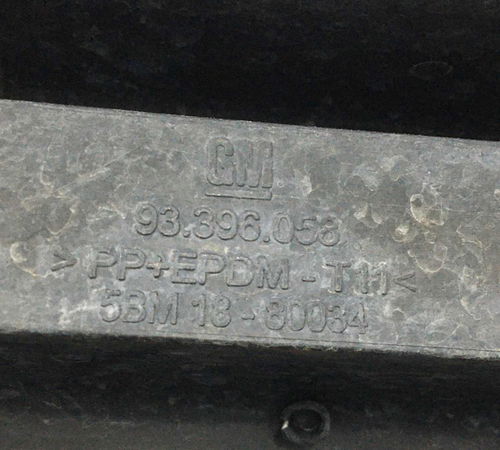 GM
93.396.058
>PP+EPDM-T11<
5BM 18-80034